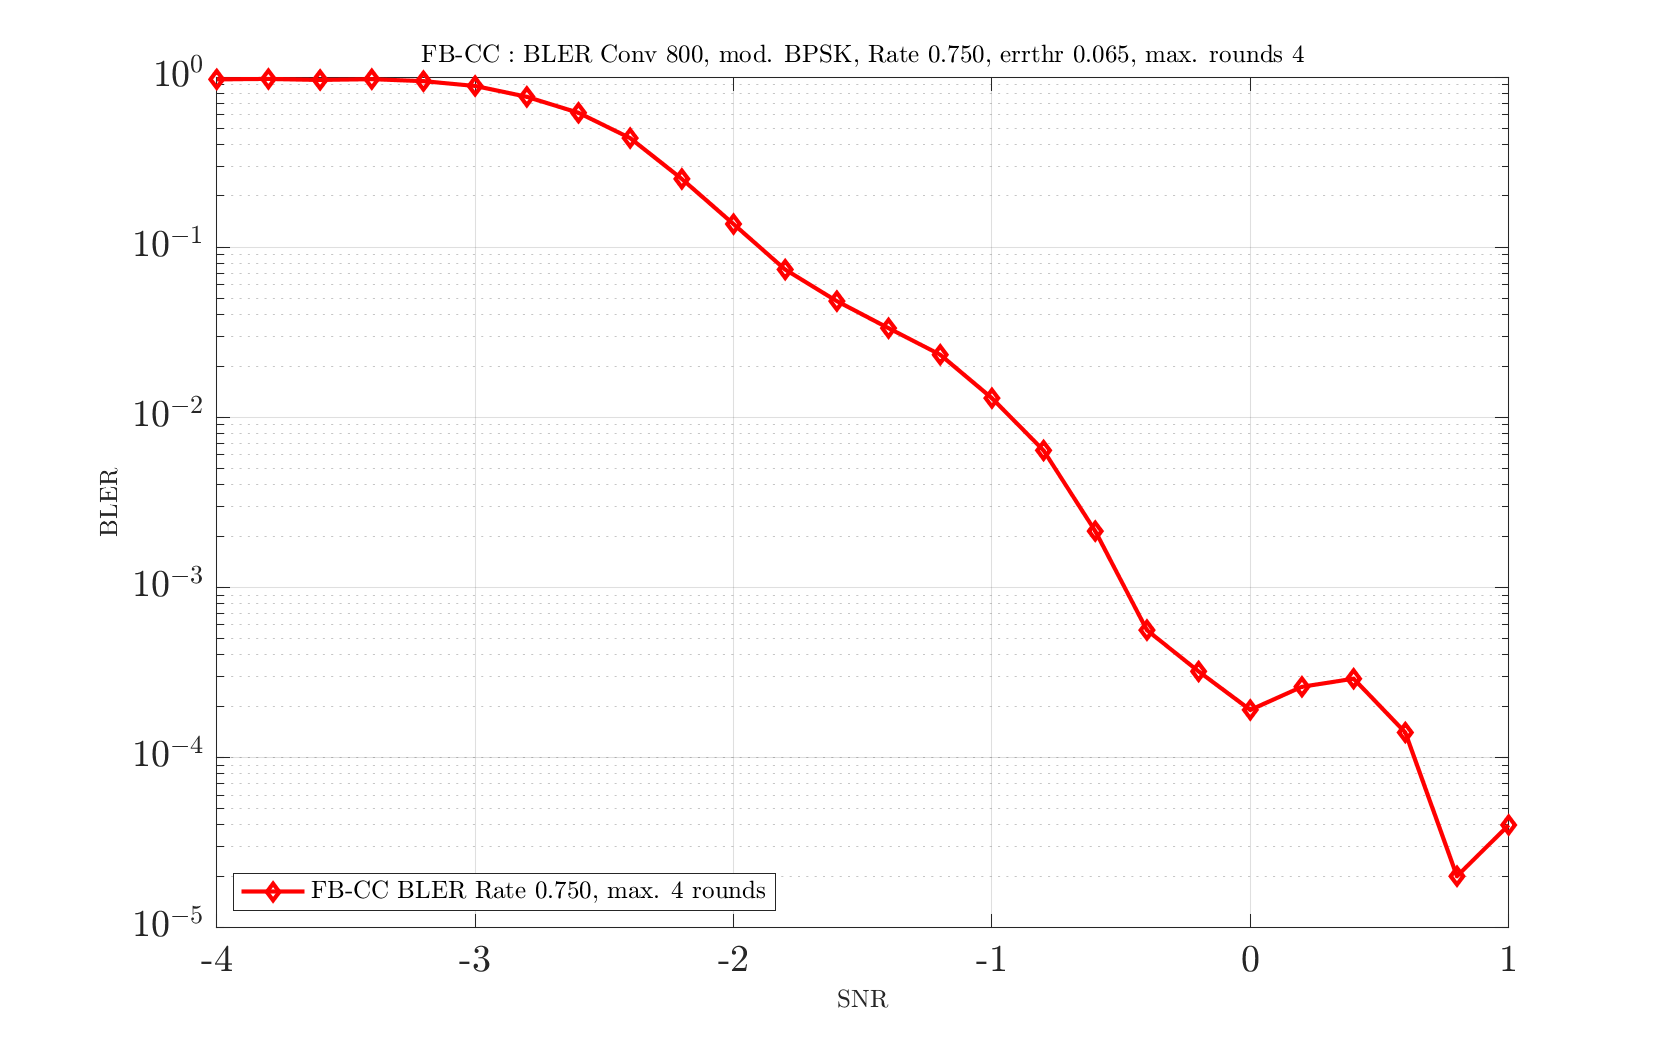 FB-CC : BLER Conv 800, mod. BPSK, Rate 0.750, errthr 0.065, max. rounds 4
10^0
10^-1
10^-2
10^-3
10^-4
10^-5
BLER
FB-CC BLER Rate 0.750, max. 4 rounds
-4 -3 -2 -1 0 1
SNR